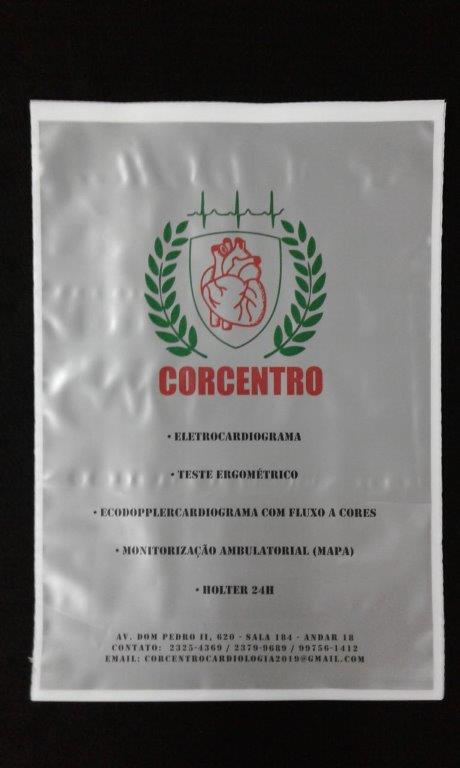 CORCENTRO
• ELETROCARDIOGRAMA
• TESTE ERGOMÉTRICO
• ECODOPPLERCARDIOGRAMA COM FLUXO A CORES
• MONITORIZAÇÃO AMBULATORIAL (MAPA)
• HOLTER 24H
AV. DOM PEDRO II, 620 - SALA 184 - ANDAR 18
CONTATO: 2325-4369 / 2379-9689 / 99756-1412
EMAIL: CORCENTROCARDIOLOGIA2019@GMAIL.COM